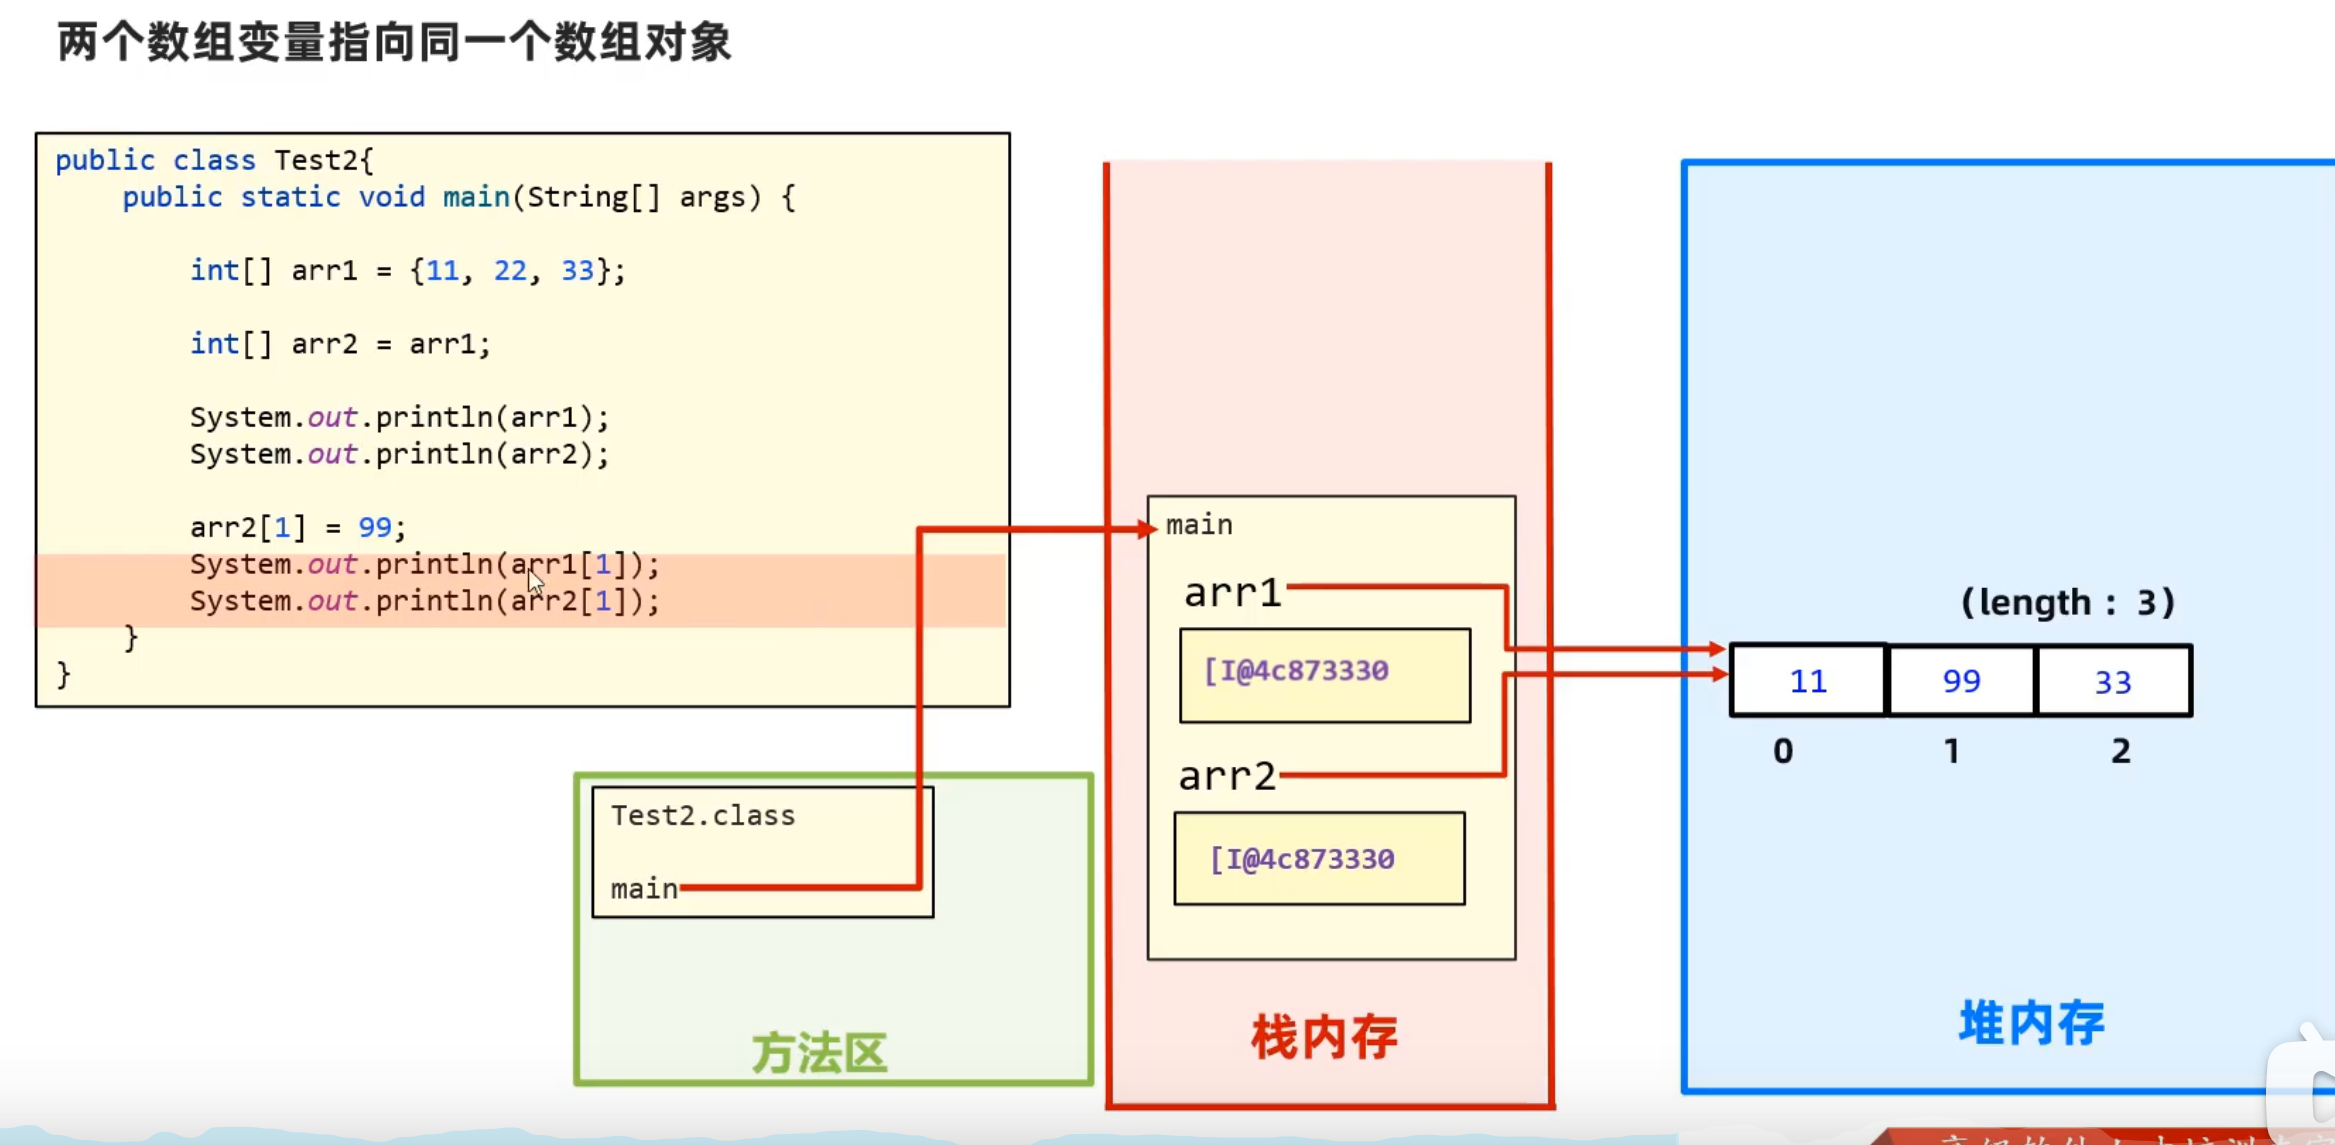 两个数组变量指向同一个数组对象
public class Test2{
public static void main(String[] args) {
int[] arr1 = {11, 22, 33};
int[] arr2 = arr1;
System.out.println(arr1);
System.out.println(arr2);
arr2[1] = 99;
System.out.println(arr1[1]);
System.out.println(arr2[1]);
}
}
Test2.class
main
方法区
main
arr1
[I@4c873330
arr2
[I@4c873330
栈内存
(length : 3)
11 99 33
0 1 2
堆内存